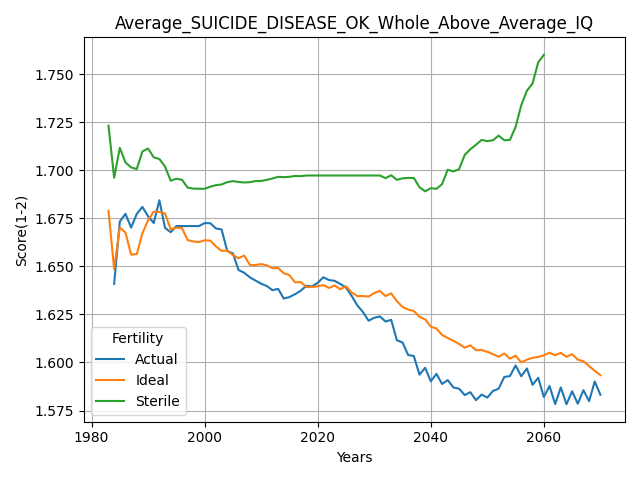 Average_SUICIDE_DISEASE_OK_Whole_Above_Average_IQ
Score(1-2)
1.750
1.725
1.700
1.675
1.650
1.625
1.600
1.575
Fertility
Actual
Ideal
Sterile
1980
2000
2020
2040
2060
Years